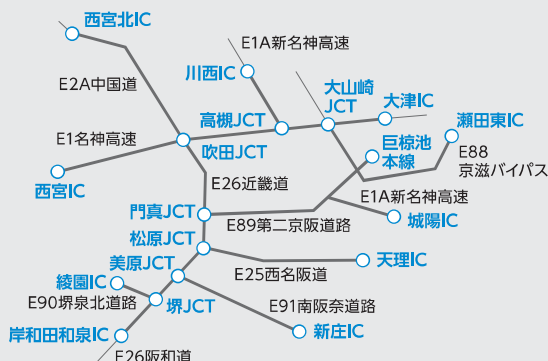 西宮北IC
E1A新名神高速
川西IC
E2A中国道
大山崎
JCT
大津IC
高槻JCT
瀬田東IC
E1名神高速
吹田JCT
巨椋池
本線
E88
京滋バイパス
西宮IC
E26近畿道
E1A新名神高速
門真JCT
E89第二京阪道路
城陽IC
松原JCT
美原JCT
E25西名阪道
天理IC
綾園IC
E90堺泉北道路
堺JCT
E91南阪奈道路
岸和田和泉IC
新庄IC
E26阪和道